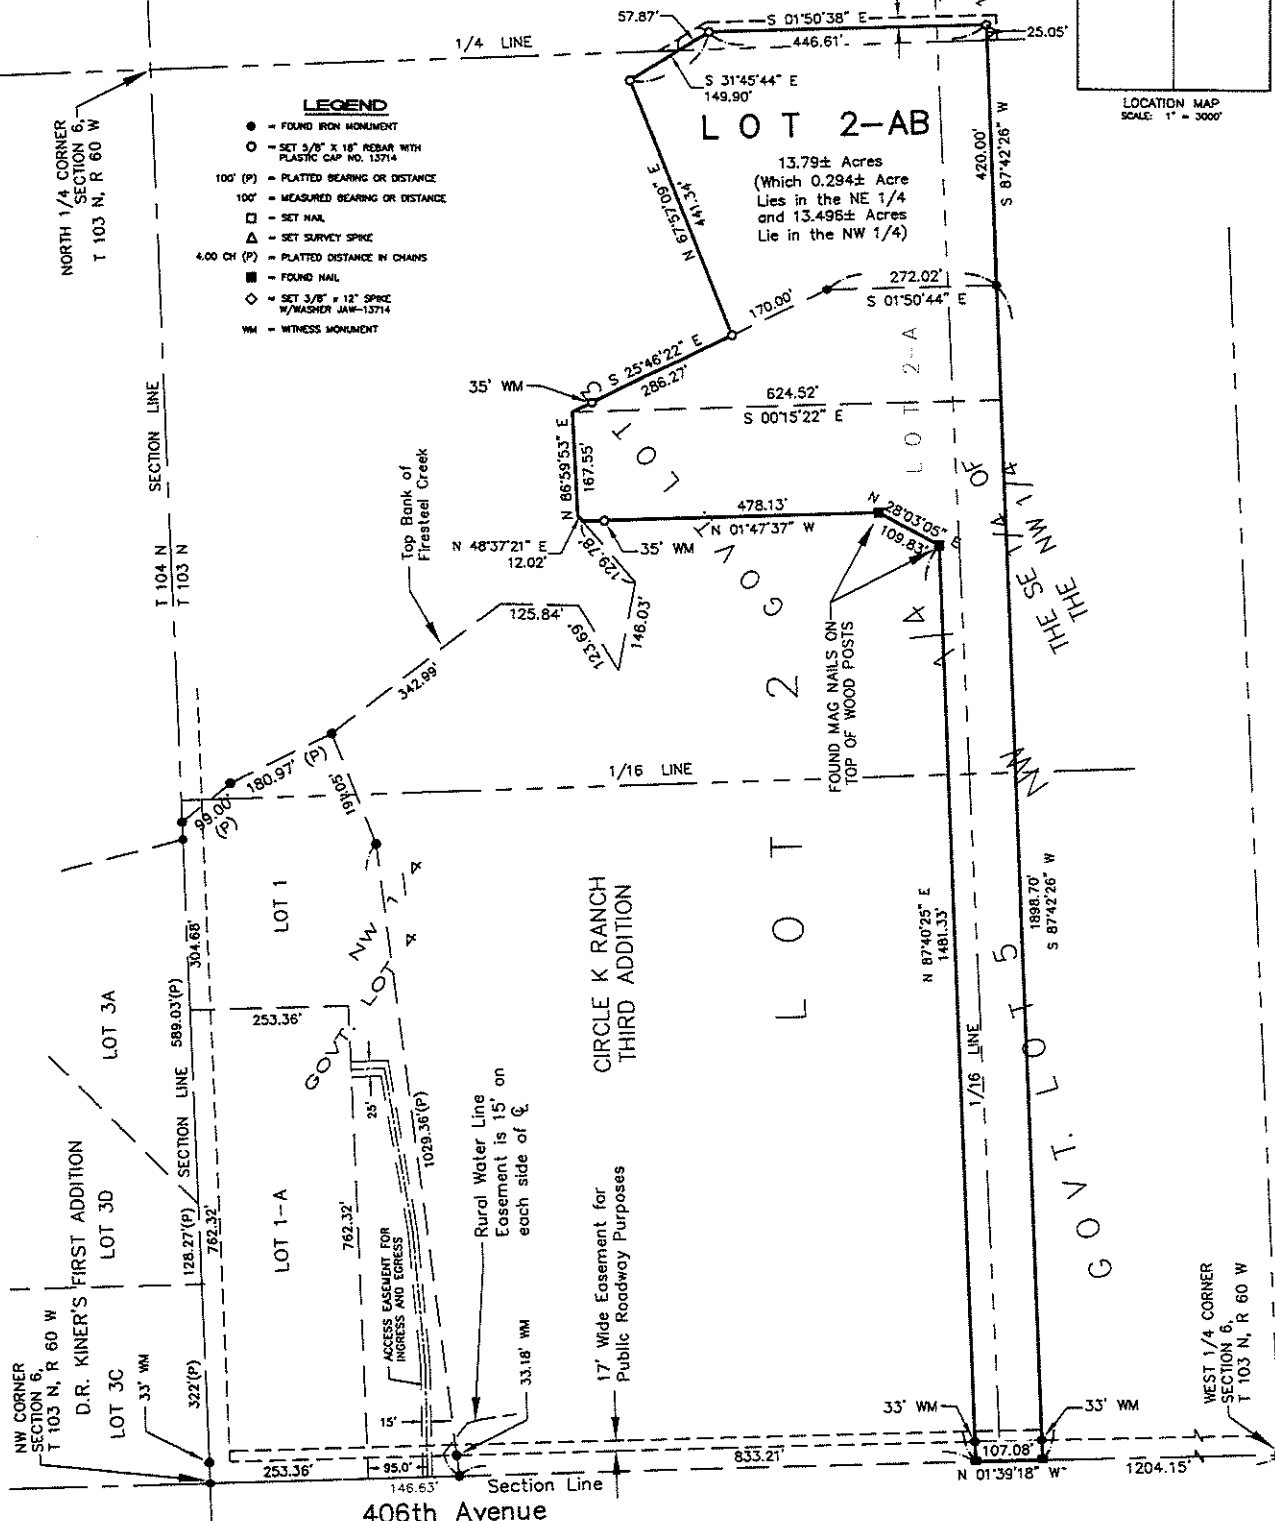 57.87'
S 01°50'38" E
446.61'
25.05'
1/4 LINE
S 31°45'44" E
149.90'
LOCATION MAP
SCALE: 1" = 3000'
NORTH 1/4 CORNER
SECTION 6,
T 103 N, R 60 W
LEGEND
● = FOUND IRON MONUMENT
○ = SET 5/8" X 18" REBAR WITH
PLASTIC CAP NO. 13714
100' (P) = PLATTED BEARING OR DISTANCE
100' = MEASURED BEARING OR DISTANCE
□ = SET NAIL
△ = SET SURVEY SPIKE
4.00 CH (P) = PLATTED DISTANCE IN CHAINS
■ = FOUND NAIL
◇ = SET 3/8" x 12" SPIKE
W/WASHER JAW-13714
WM = WITNESS MONUMENT
LOT 2-AB
13.79± Acres
(Which 0.294± Acre
Lies in the NE 1/4
and 13.496± Acres
Lie in the NW 1/4)
420.00'
S 87°42'26" W
N 67°57'09" E
441.34'
272.02'
S 01°50'44" E
170.00'
S 25°46'22" E
286.27'
35' WM
624.52'
S 00°15'22" E
LOT 2-A
N 86°59'53" E
167.55'
478.13'
N 01°47'37" W
N 28°03'05" E
109.83'
N 48°37'21" E
12.02'
35' WM
129.78'
146.03'
123.69'
125.84'
342.99'
Top Bank of
Firesteel Creek
SECTION LINE
T 104 N
T 103 N
GOVT. LOT 3
1/4 OF
THE SE 1/4 OF
THE NW 1/4
FOUND MAG NAILS ON
TOP OF WOOD POSTS
1/16 LINE
180.97' (P)
99.00'
(P)
191.05'
LOT 1
304.68'
589.03'(P)
SECTION LINE
LOT 3A
253.36'
NW 1/4
GOVT. LOT 4
25'
1029.36'(P)
CIRCLE K RANCH
THIRD ADDITION
LOT 2
N 87°40'25" E
1481.33'
1/16 LINE
1898.70'
S 87°42'26" W
NW
GOVT. LOT 5
Rural Water Line
Easement is 15' on
each side of ℄
17' Wide Easement for
Public Roadway Purposes
D.R. KINER'S FIRST ADDITION
LOT 3D
128.27'(P)
762.32'
LOT 1-A
762.32'
ACCESS EASEMENT FOR
INGRESS AND EGRESS
LOT 3C
322'(P)
33' WM
NW CORNER
SECTION 6,
T 103 N, R 60 W
15'
33.18' WM
33' WM
33' WM
WEST 1/4 CORNER
SECTION 6,
T 103 N, R 60 W
253.36'
95.0'
146.63'
Section Line
833.21'
107.08'
N 01°39'18" W
1204.15'
406th Avenue